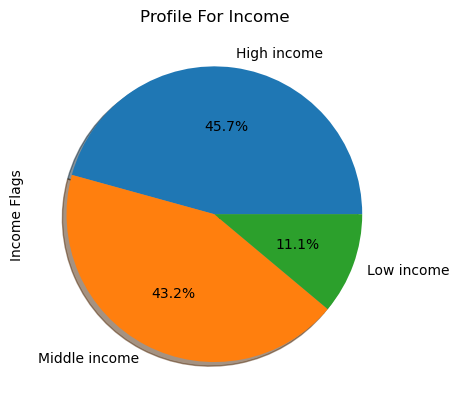 Profile For Income
High income
45.7%
Income Flags
11.1%
Low income
43.2%
Middle income